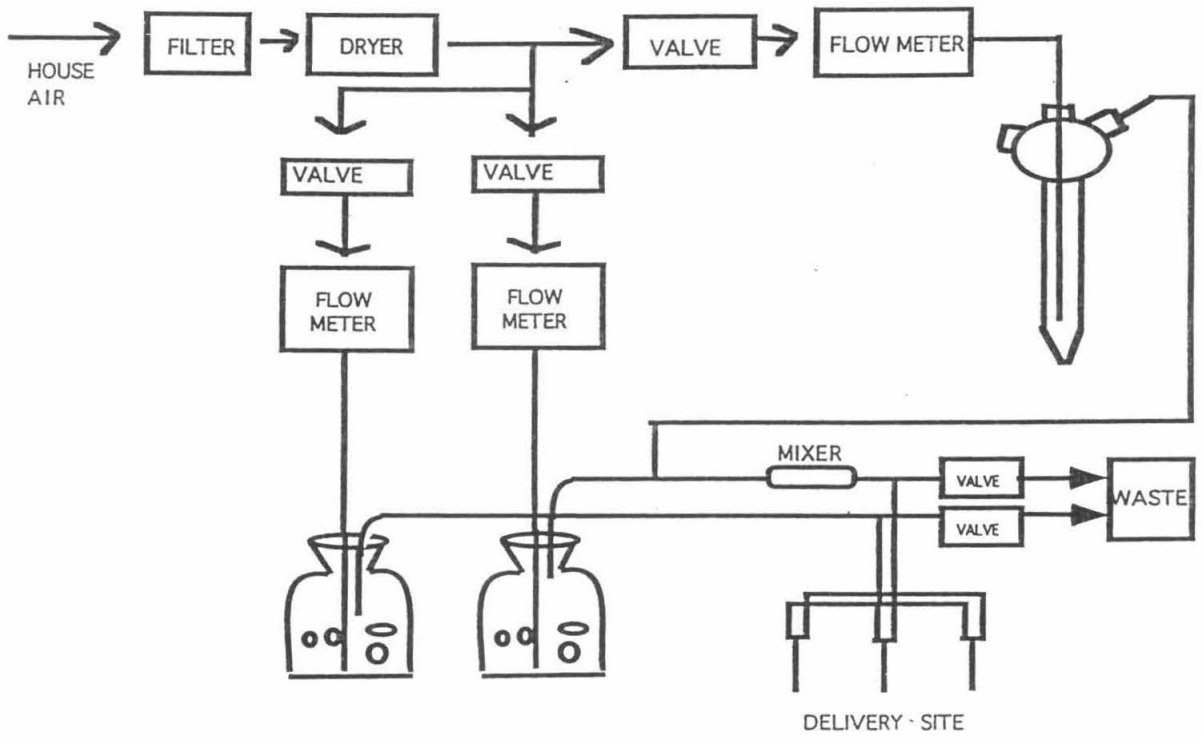 HOUSE
AIR
FILTER
DRYER
VALVE
FLOW METER
VALVE
VALVE
FLOW
METER
FLOW
METER
MIXER
VALVE
VALVE
WASTE
DELIVERY - SITE